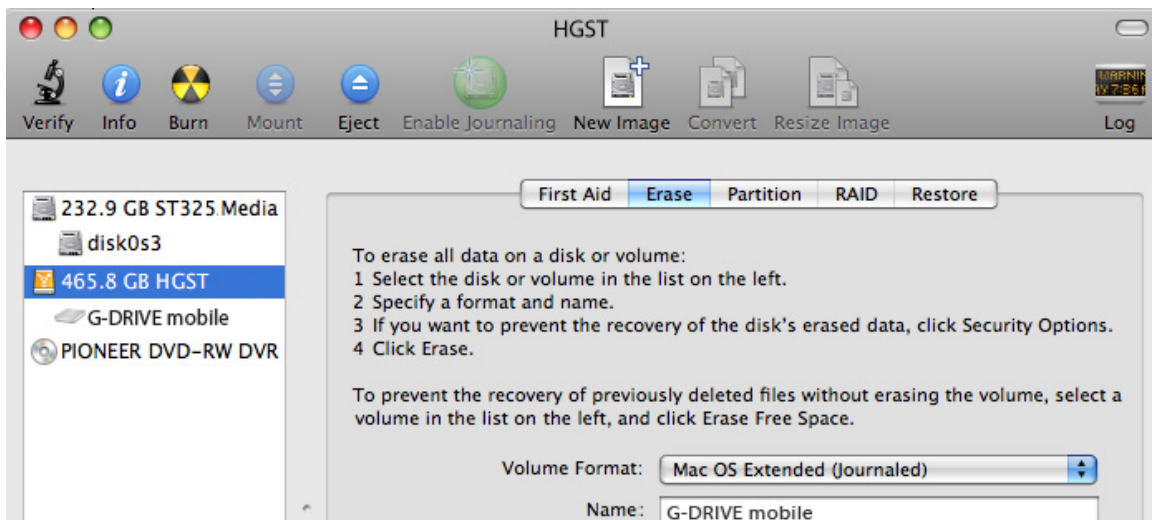 HGST
Verify Info Burn Mount Eject Enable Journaling New Image Convert Resize Image Log
First Aid Erase Partition RAID Restore
232.9 GB ST325 Media
disk0s3
465.8 GB HGST
G-DRIVE mobile
PIONEER DVD-RW DVR
To erase all data on a disk or volume:
1 Select the disk or volume in the list on the left.
2 Specify a format and name.
3 If you want to prevent the recovery of the disk's erased data, click Security Options.
4 Click Erase.
To prevent the recovery of previously deleted files without erasing the volume, select a
volume in the list on the left, and click Erase Free Space.
Volume Format: Mac OS Extended (Journaled)
Name: G-DRIVE mobile